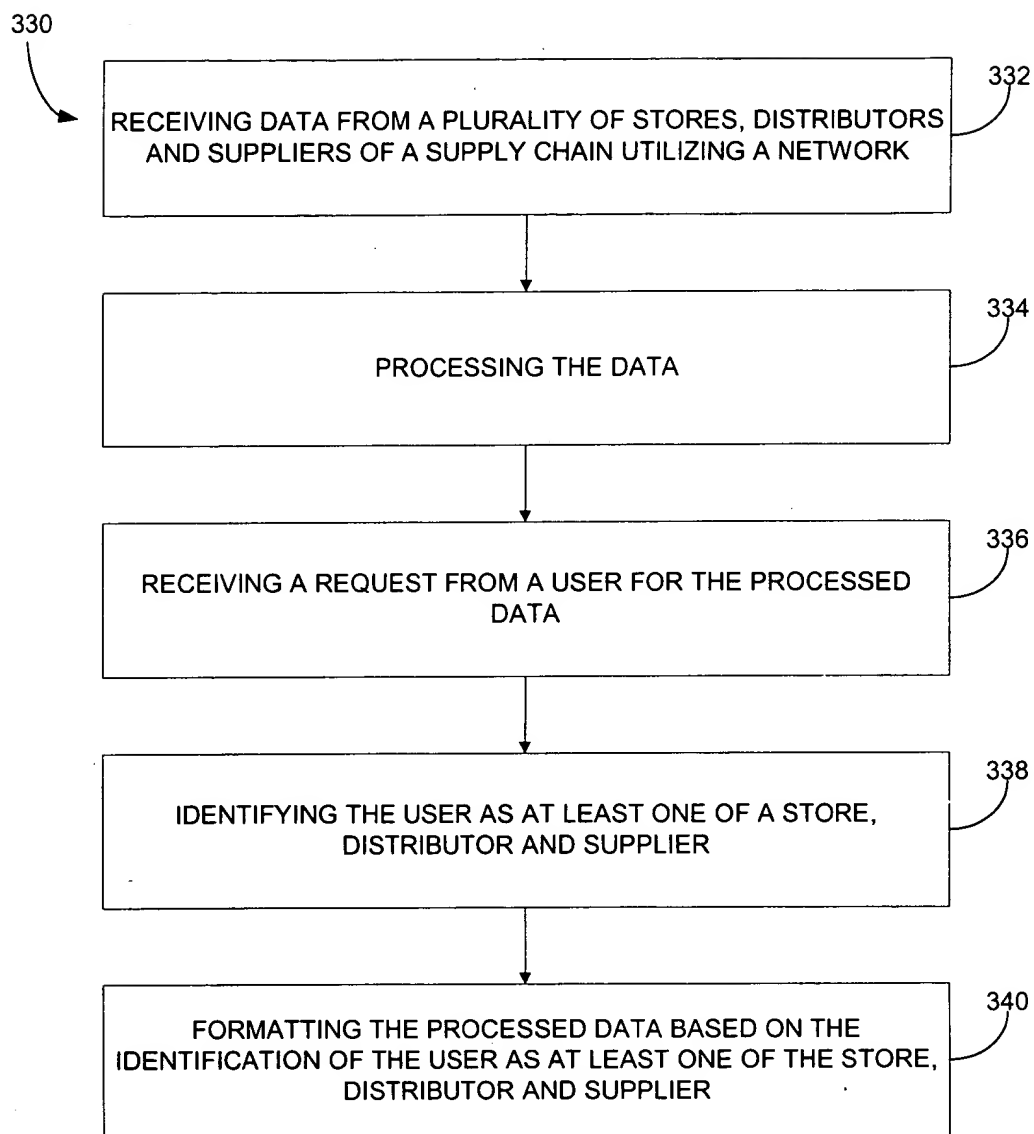 330
332
RECEIVING DATA FROM A PLURALITY OF STORES, DISTRIBUTORS
AND SUPPLIERS OF A SUPPLY CHAIN UTILIZING A NETWORK
334
PROCESSING THE DATA
336
RECEIVING A REQUEST FROM A USER FOR THE PROCESSED
DATA
338
IDENTIFYING THE USER AS AT LEAST ONE OF A STORE,
DISTRIBUTOR AND SUPPLIER
340
FORMATTING THE PROCESSED DATA BASED ON THE
IDENTIFICATION OF THE USER AS AT LEAST ONE OF THE STORE,
DISTRIBUTOR AND SUPPLIER